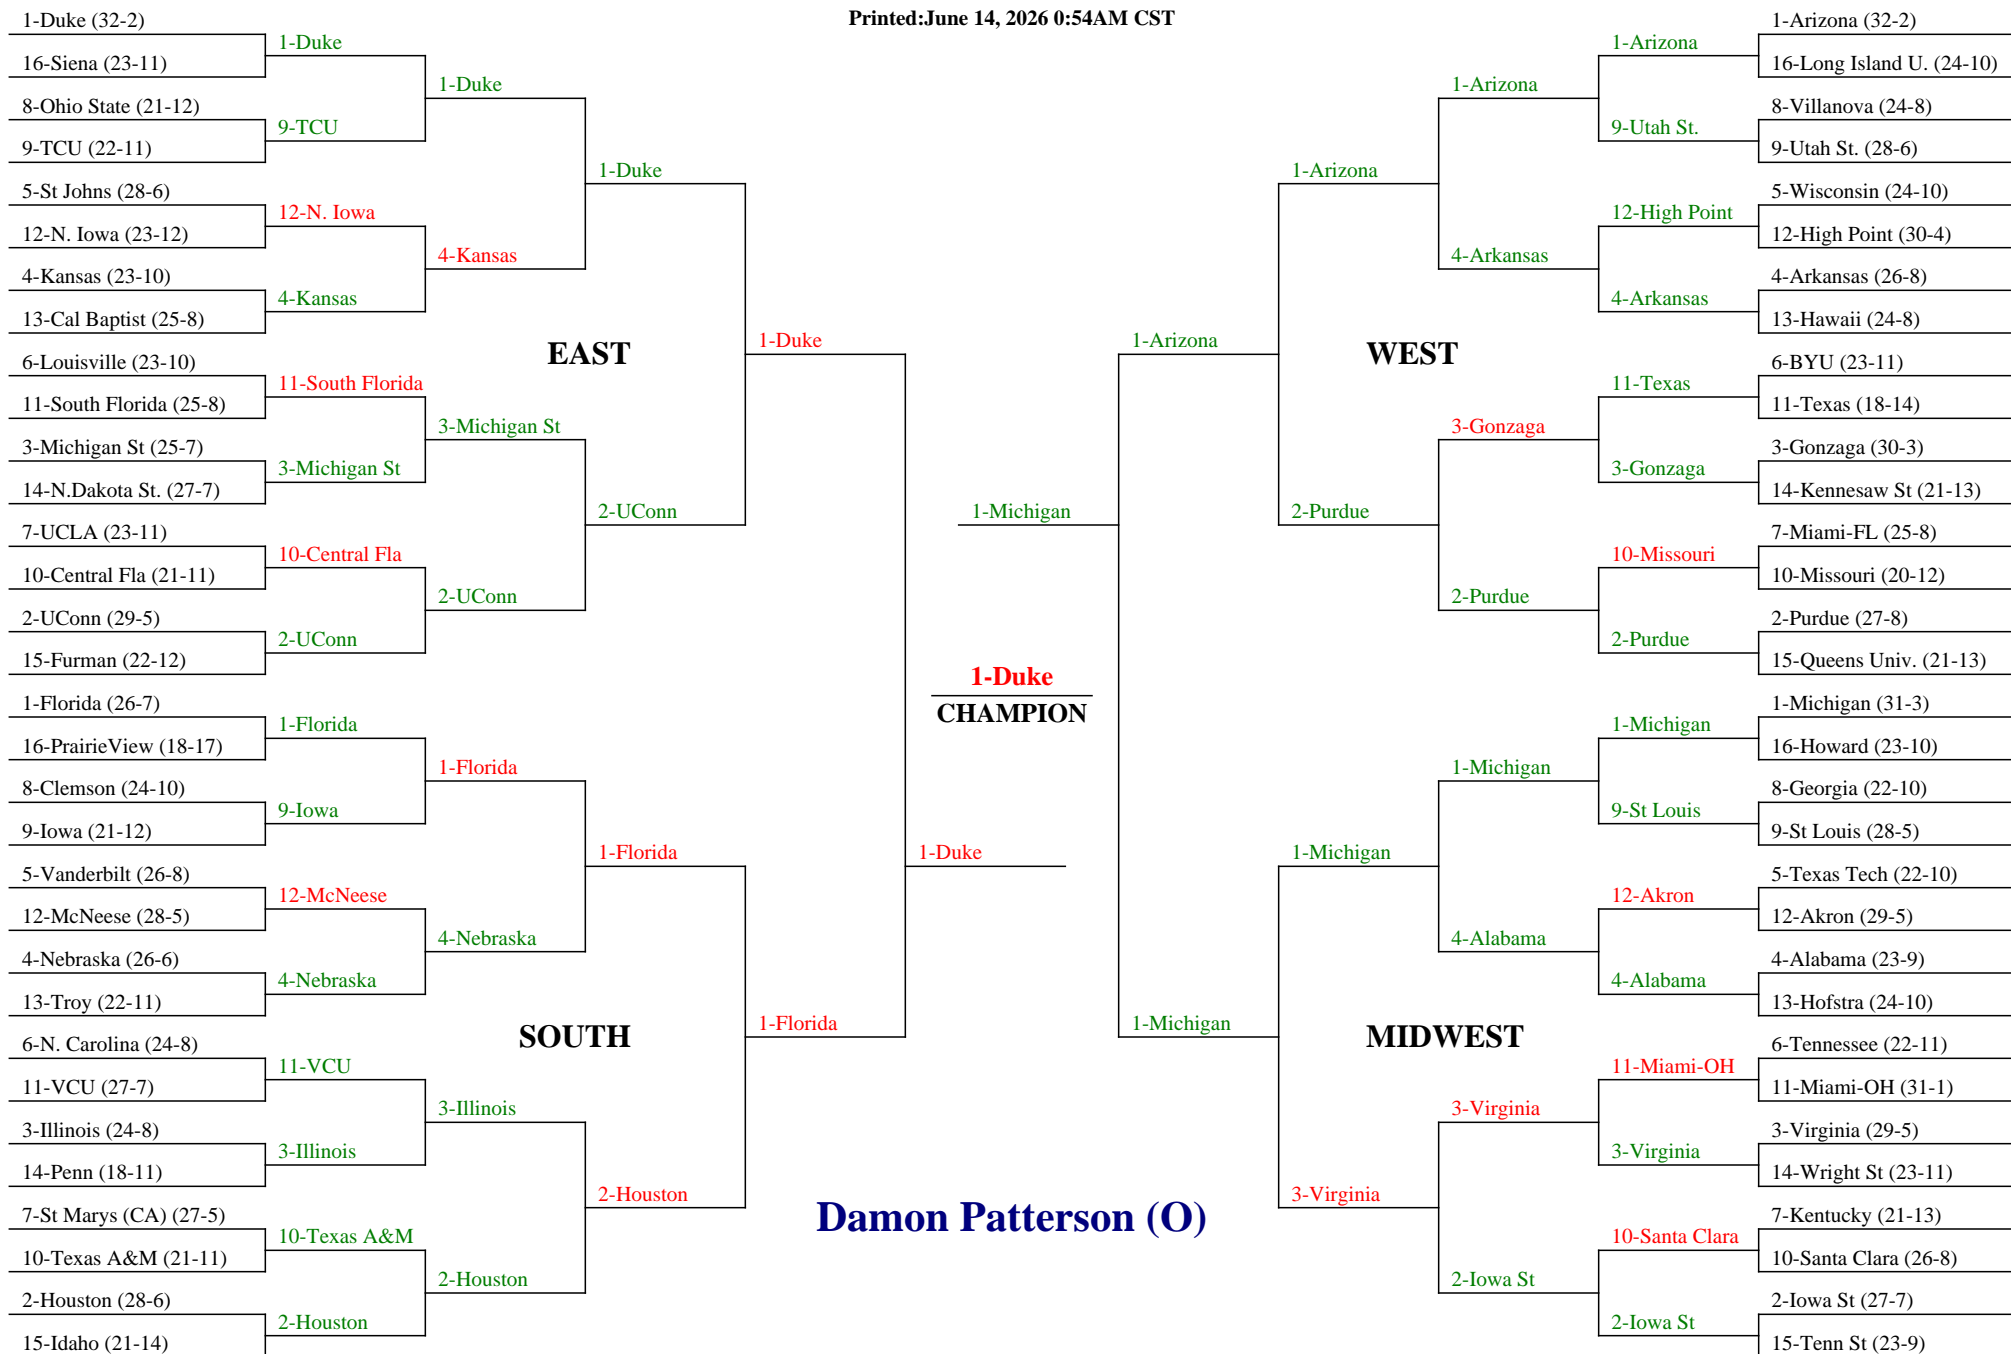 Printed:June 14, 2026 0:54AM CST
1-Duke (32-2)
16-Siena (23-11)
8-Ohio State (21-12)
9-TCU (22-11)
5-St Johns (28-6)
12-N. Iowa (23-12)
4-Kansas (23-10)
13-Cal Baptist (25-8)
6-Louisville (23-10)
11-South Florida (25-8)
3-Michigan St (25-7)
14-N.Dakota St. (27-7)
7-UCLA (23-11)
10-Central Fla (21-11)
2-UConn (29-5)
15-Furman (22-12)
1-Florida (26-7)
16-PrairieView (18-17)
8-Clemson (24-10)
9-Iowa (21-12)
5-Vanderbilt (26-8)
12-McNeese (28-5)
4-Nebraska (26-6)
13-Troy (22-11)
6-N. Carolina (24-8)
11-VCU (27-7)
3-Illinois (24-8)
14-Penn (18-11)
7-St Marys (CA) (27-5)
10-Texas A&M (21-11)
2-Houston (28-6)
15-Idaho (21-14)
1-Duke
9-TCU
12-N. Iowa
4-Kansas
11-South Florida
3-Michigan St
10-Central Fla
2-UConn
1-Florida
9-Iowa
12-McNeese
4-Nebraska
11-VCU
3-Illinois
10-Texas A&M
2-Houston
1-Duke
4-Kansas
3-Michigan St
2-UConn
1-Florida
4-Nebraska
3-Illinois
2-Houston
EAST
SOUTH
1-Duke
2-UConn
1-Florida
2-Houston
1-Duke
1-Florida
1-Duke
1-Duke
CHAMPION
Damon Patterson (O)
1-Michigan
1-Arizona
1-Michigan
1-Arizona
2-Purdue
1-Michigan
3-Virginia
WEST
MIDWEST
1-Arizona
4-Arkansas
3-Gonzaga
2-Purdue
1-Michigan
4-Alabama
3-Virginia
2-Iowa St
1-Arizona
9-Utah St.
12-High Point
4-Arkansas
11-Texas
3-Gonzaga
10-Missouri
2-Purdue
1-Michigan
9-St Louis
12-Akron
4-Alabama
11-Miami-OH
3-Virginia
10-Santa Clara
2-Iowa St
1-Arizona (32-2)
16-Long Island U. (24-10)
8-Villanova (24-8)
9-Utah St. (28-6)
5-Wisconsin (24-10)
12-High Point (30-4)
4-Arkansas (26-8)
13-Hawaii (24-8)
6-BYU (23-11)
11-Texas (18-14)
3-Gonzaga (30-3)
14-Kennesaw St (21-13)
7-Miami-FL (25-8)
10-Missouri (20-12)
2-Purdue (27-8)
15-Queens Univ. (21-13)
1-Michigan (31-3)
16-Howard (23-10)
8-Georgia (22-10)
9-St Louis (28-5)
5-Texas Tech (22-10)
12-Akron (29-5)
4-Alabama (23-9)
13-Hofstra (24-10)
6-Tennessee (22-11)
11-Miami-OH (31-1)
3-Virginia (29-5)
14-Wright St (23-11)
7-Kentucky (21-13)
10-Santa Clara (26-8)
2-Iowa St (27-7)
15-Tenn St (23-9)